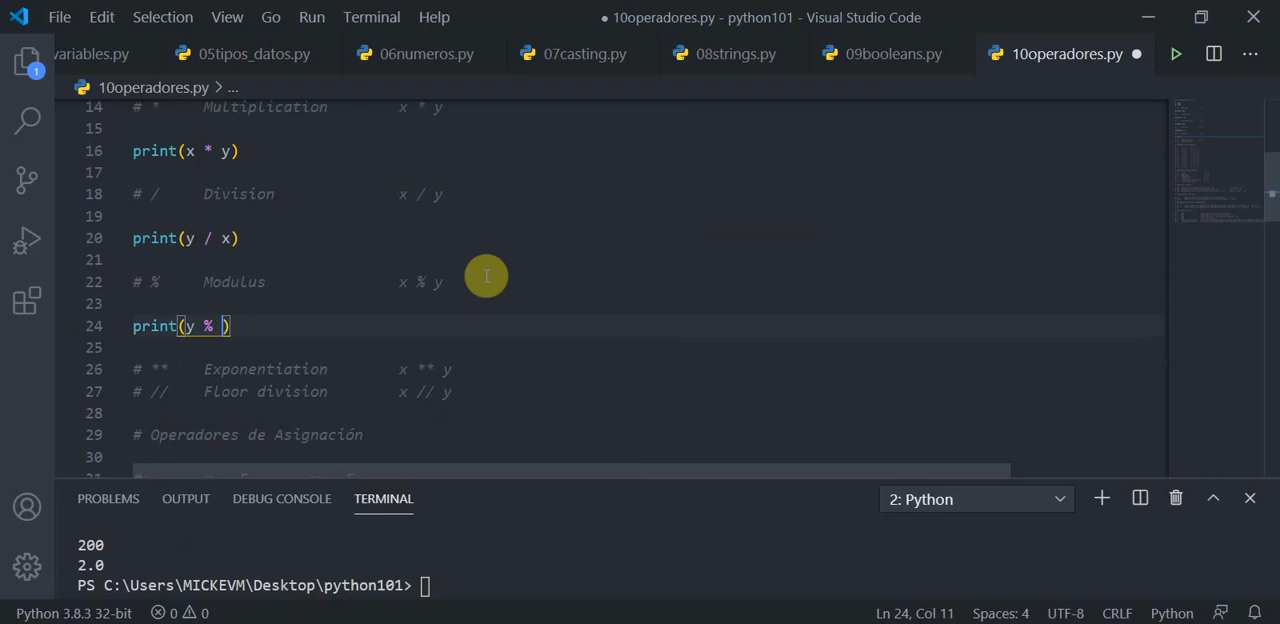 File Edit Selection View Go Run Terminal Help ● 10operadores.py - python101 - Visual Studio Code
variables.py 05tipos_datos.py 06numeros.py 07casting.py 08strings.py 09booleans.py 10operadores.py
1
10operadores.py > ...
14 # * Multiplication x * y
15
16 print(x * y)
17
18 # / Division x / y
19
20 print(y / x)
21
22 # % Modulus x % y
23
24 print(y % )
25
26 # ** Exponentiation x ** y
27 # // Floor division x // y
28
29 # Operadores de Asignación
30
PROBLEMS OUTPUT DEBUG CONSOLE TERMINAL 2: Python
200
2.0
PS C:\Users\MICKEVM\Desktop\python101>
Python 3.8.3 32-bit 0 0 Ln 24, Col 11 Spaces: 4 UTF-8 CRLF Python